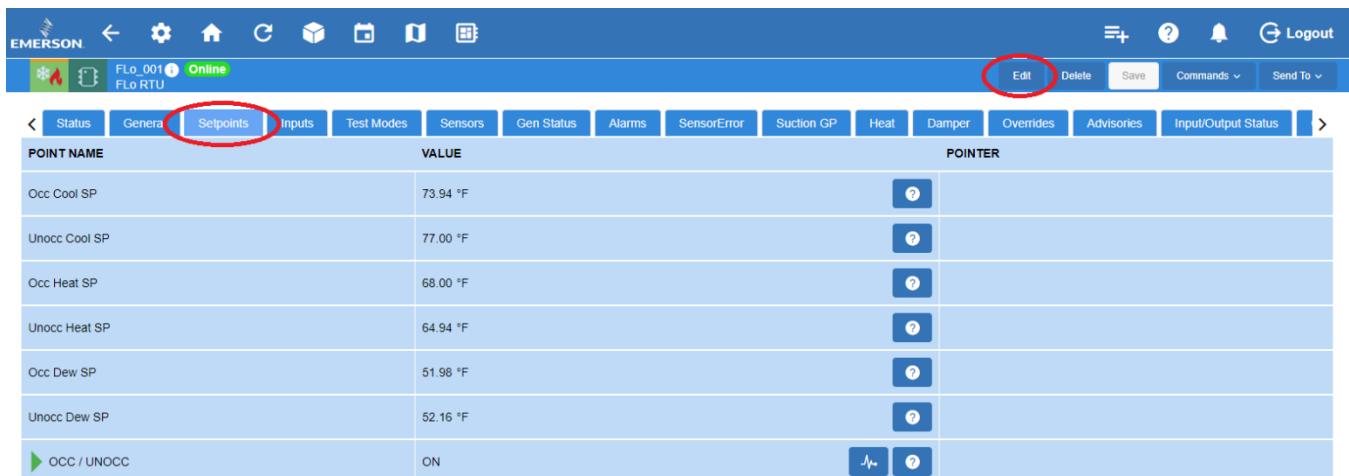 EMERSON. Logout
FLo_001 Online
FLo RTU
Edit Delete Save Commands Send To
Status General Setpoints Inputs Test Modes Sensors Gen Status Alarms SensorError Suction GP Heat Damper Overrides Advisories Input/Output Status
POINT NAME VALUE POINTER
Occ Cool SP 73.94 °F
Unocc Cool SP 77.00 °F
Occ Heat SP 68.00 °F
Unocc Heat SP 64.94 °F
Occ Dew SP 51.98 °F
Unocc Dew SP 52.16 °F
OCC / UNOCC ON